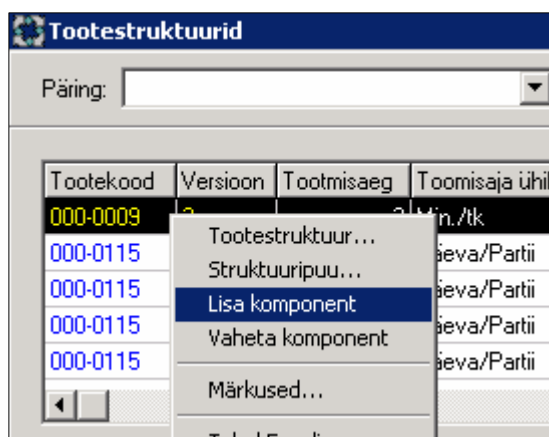 Tootestruktuurid
Päring:
Tootekood Versioon Tootmisaeg Toomisaja
000-0009 Min./tk
000-0115 Tootestruktuur...
000-0115 Struktuuripuu...
Lisa komponent
000-0115 Vaheta komponent
000-0115
Märkused...